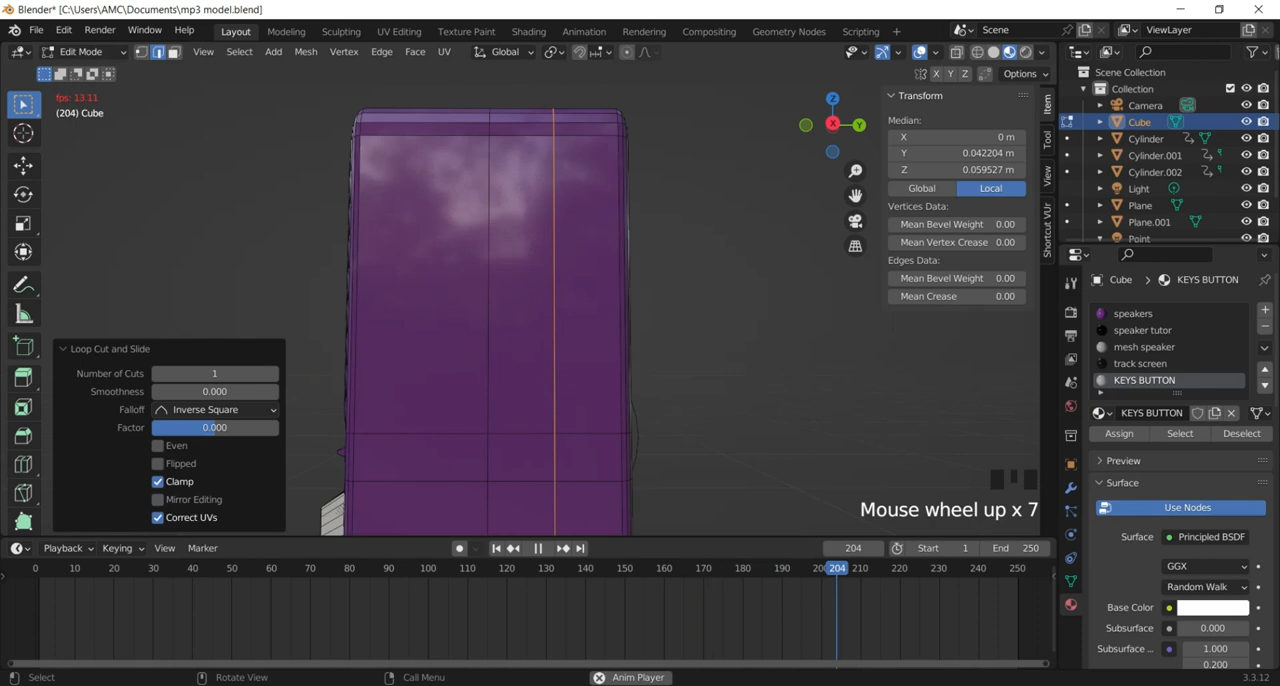 Blender* [C:\Users\AMC\Documents\mp3 model.blend]
File Edit Render Window Help Layout Modeling Sculpting UV Editing Texture Paint Shading Animation Rendering Compositing Geometry Nodes Scripting + Scene ViewLayer
Edit Mode View Select Add Mesh Vertex Edge Face UV Global
X Y Z Options
fps: 13.11
(204) Cube
Z
X
Y
Transform
Median:
X 0 m
Y 0.042204 m
Z 0.059527 m
Global Local
Vertices Data:
Mean Bevel Weight 0.00
Mean Vertex Crease 0.00
Edges Data:
Mean Bevel Weight 0.00
Mean Crease 0.00
Item
Tool
View
Shortcut VUr
Scene Collection
Collection
Camera
Cube
Cylinder
Cylinder.001
Cylinder.002
Light
Plane
Plane.001
Point
Cube > KEYS BUTTON
speakers
speaker tutor
mesh speaker
track screen
KEYS BUTTON
KEYS BUTTON
Assign Select Deselect
Preview
Surface
Use Nodes
Surface Principled BSDF
GGX
Random Walk
Base Color
Subsurface 0.000
Subsurface ... 1.000
0.200
Loop Cut and Slide
Number of Cuts 1
Smoothness 0.000
Falloff Inverse Square
Factor 0.000
Even
Flipped
Clamp
Mirror Editing
Correct UVs
Mouse wheel up x 7
Playback Keying View Marker 204 Start 1 End 250
0 10 20 30 40 50 60 70 80 90 100 110 120 130 140 150 160 170 180 190 204 210 220 230 240 250
Select Rotate View Call Menu Anim Player 3.3.12